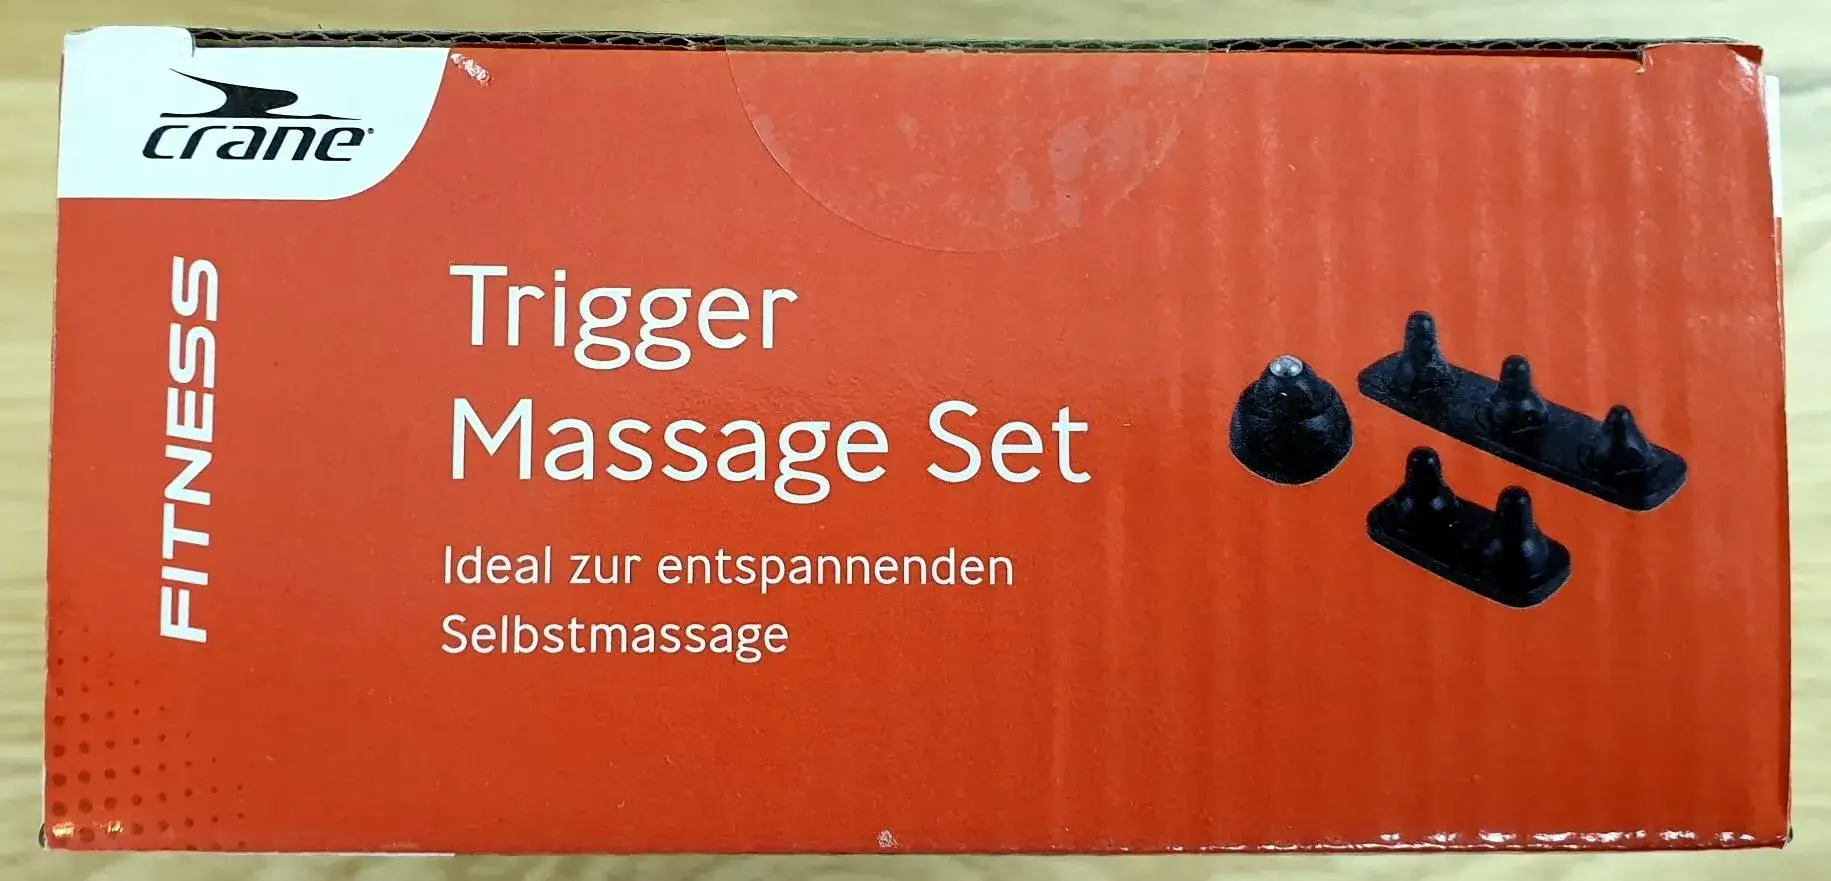 crane®
FITNESS
Trigger
Massage Set
Ideal zur entspannenden
Selbstmassage